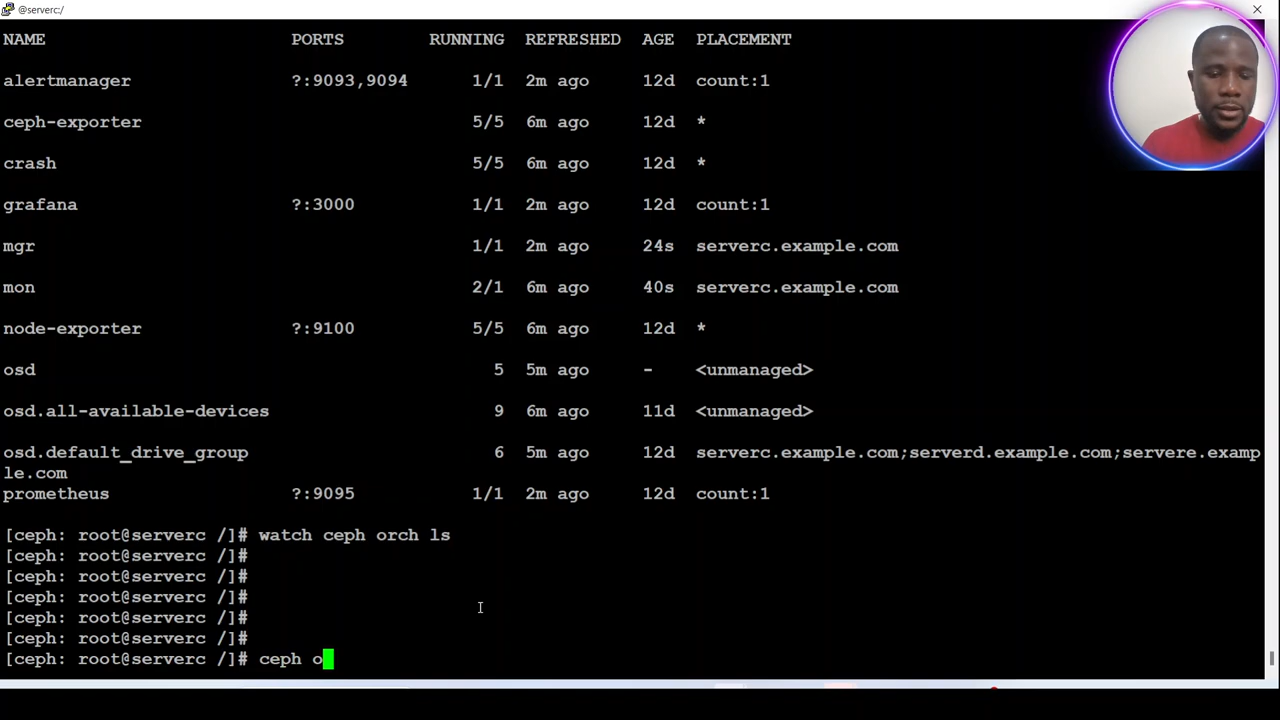 @serverc:/
NAME PORTS RUNNING REFRESHED AGE PLACEMENT
alertmanager ?:9093,9094 1/1 2m ago 12d count:1
ceph-exporter 5/5 6m ago 12d *
crash 5/5 6m ago 12d *
grafana ?:3000 1/1 2m ago 12d count:1
mgr 1/1 2m ago 24s serverc.example.com
mon 2/1 6m ago 40s serverc.example.com
node-exporter ?:9100 5/5 6m ago 12d *
osd 5 5m ago - <unmanaged>
osd.all-available-devices 9 6m ago 11d <unmanaged>
osd.default_drive_group 6 5m ago 12d serverc.example.com;serverd.example.com;servere.examp
le.com
prometheus ?:9095 1/1 2m ago 12d count:1
[ceph: root@serverc /]# watch ceph orch ls
[ceph: root@serverc /]#
[ceph: root@serverc /]#
[ceph: root@serverc /]#
[ceph: root@serverc /]#
[ceph: root@serverc /]#
[ceph: root@serverc /]# ceph o